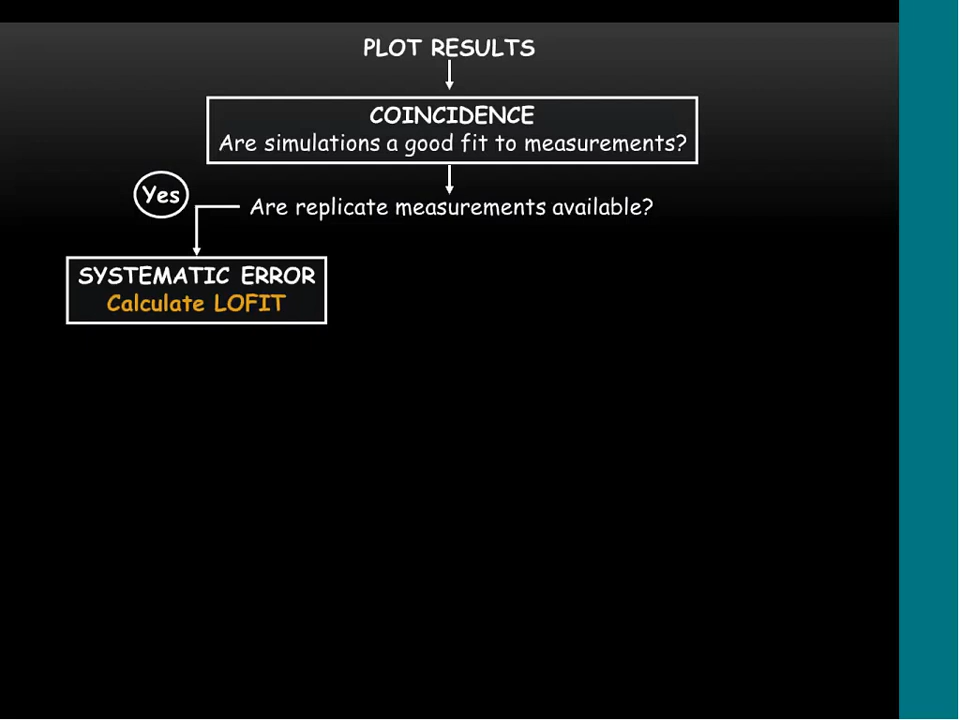 PLOT RESULTS
COINCIDENCE
Are simulations a good fit to measurements?
Yes
Are replicate measurements available?
SYSTEMATIC ERROR
Calculate LOFIT